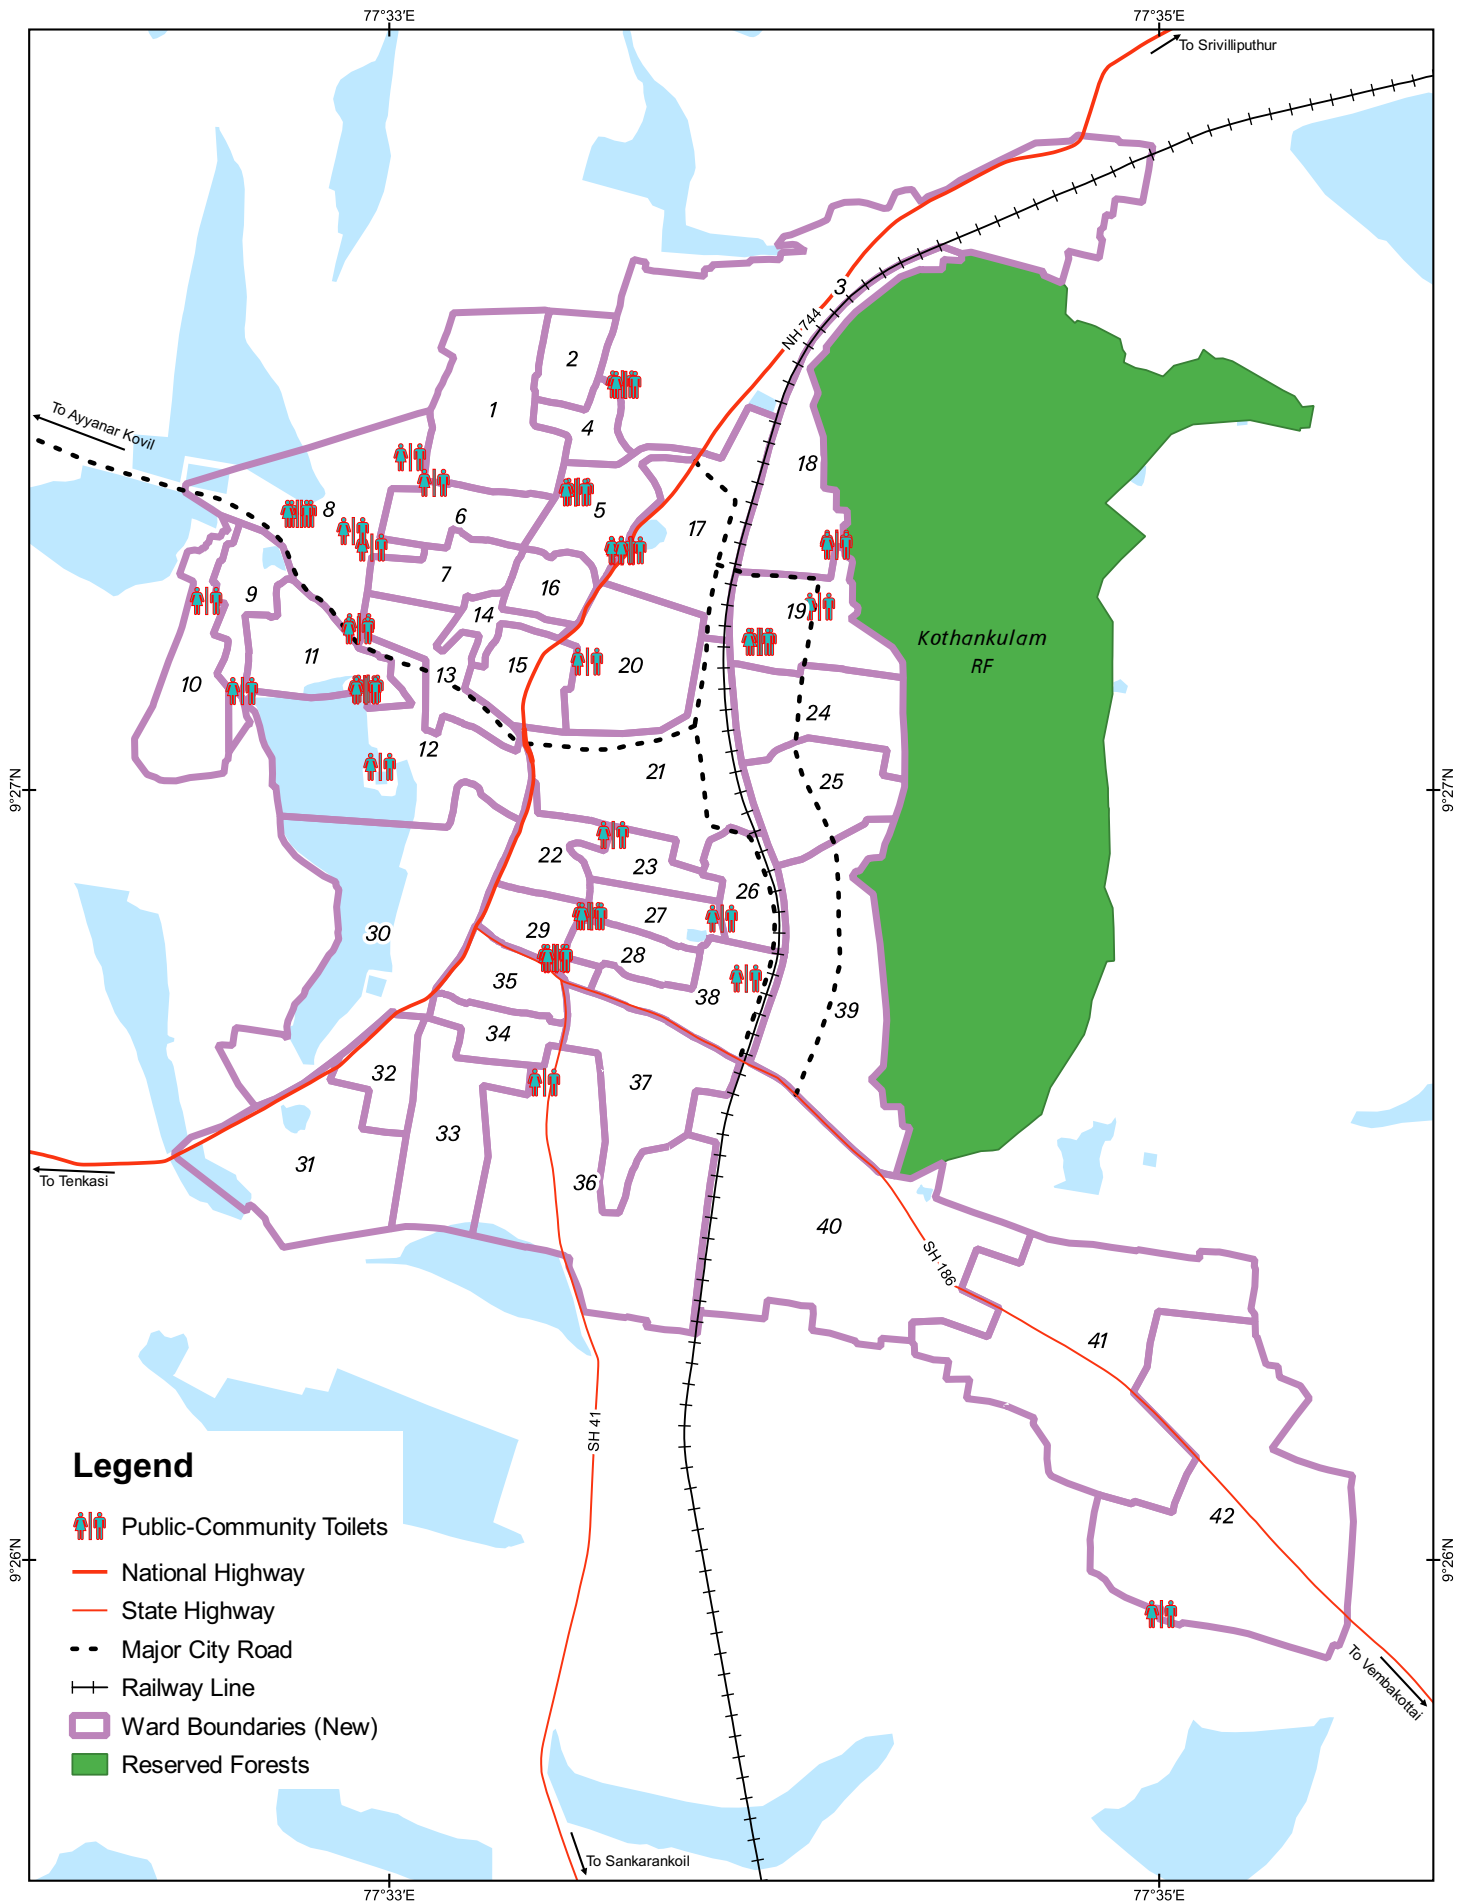 77°33'E
77°35'E
To Srivilliputhur
3
NH 744
2
1
To Ayyanar Kovil
4
18
8
6
5
17
7
16
9
14
19
Kothankulam
RF
11
13
15
20
10
24
12
21
25
9°27'N
9°27'N
22
23
26
27
29
30
28
35
38
39
34
32
37
33
31
36
To Tenkasi
40
SH 186
41
SH 41
42
9°26'N
9°26'N
To Vembakottai
Legend
Public-Community Toilets
National Highway
State Highway
Major City Road
Railway Line
Ward Boundaries (New)
Reserved Forests
To Sankarankoil
77°33'E
77°35'E